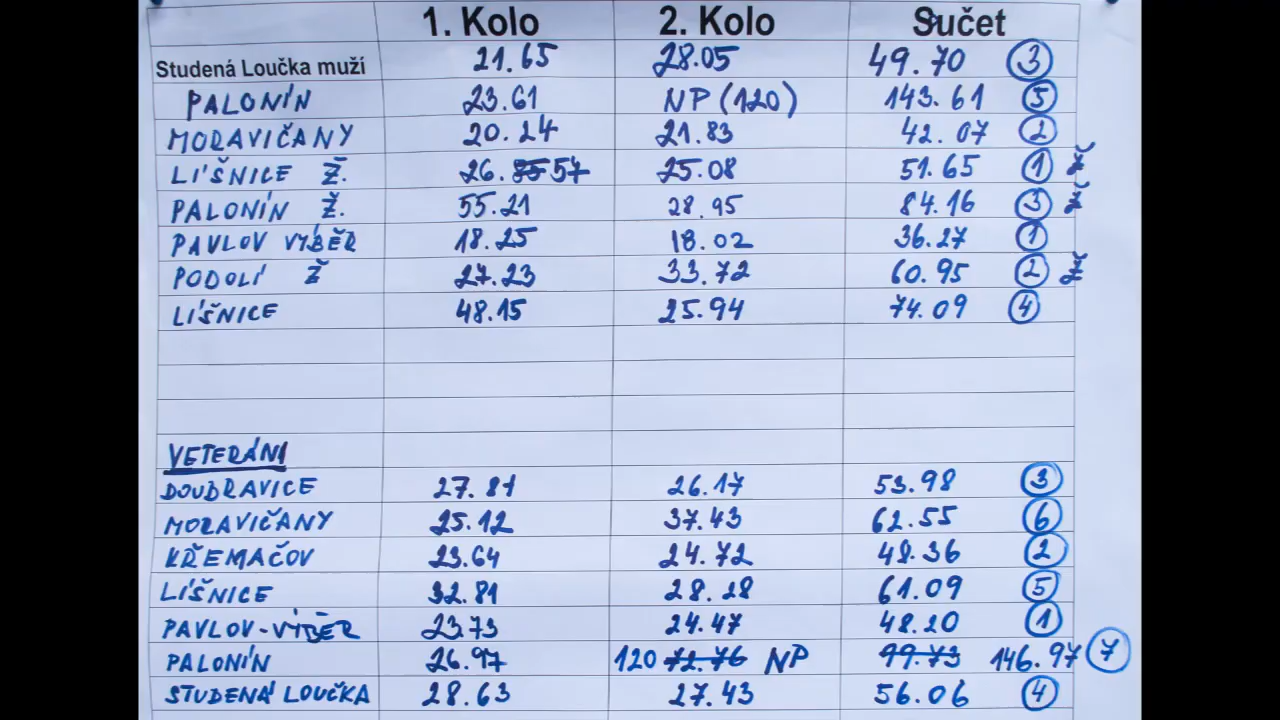 1. Kolo 2. Kolo Sučet
Studená Loučka muží 21.65 28.05 49.70 3
PALONÍN 23.61 NP (120) 143.61 5
MORAVIČANY 20.24 21.83 42.07 2
LÍŠNICE Ž. 26. 57 25.08 51.65 1 ž
PALONÍN Ž. 55.21 28.95 84.16 3 ž
PAVLOV VÝBĚR 18.25 18.02 36.27 1
PODOLÍ Ž 27.23 33.72 60.95 2 ž
LÍŠNICE 48.15 25.94 74.09 4
VETERÁNI
DOUBRAVICE 27.81 26.17 53.98 3
MORAVIČANY 25.12 37.43 62.55 6
KŘEMAČOV 23.64 24.72 48.36 2
LÍŠNICE 32.81 28.28 61.09 5
PAVLOV-VÝBĚR 23.73 24.47 48.20 1
PALONÍN 26.97 120 72.76 NP 99.73 146.97 7
STUDENÁ LOUČKA 28.63 27.43 56.06 4